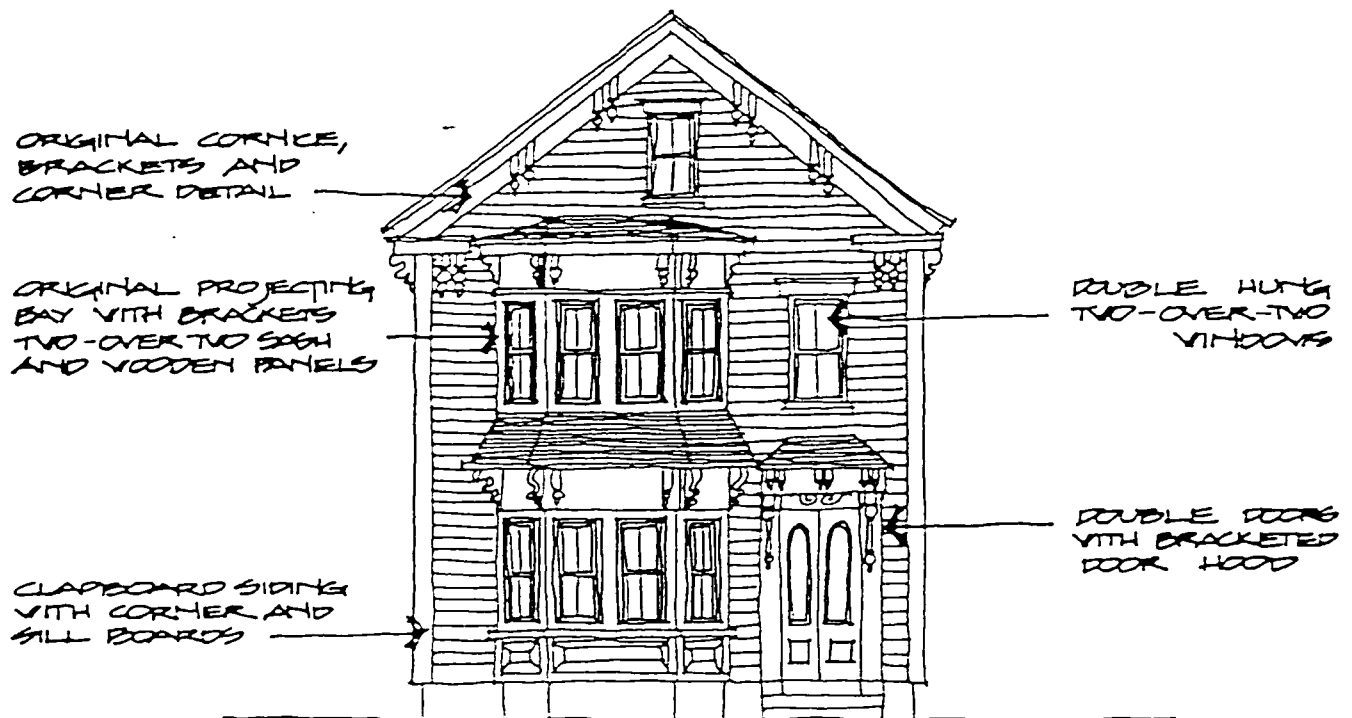 ORIGINAL CORNICE,
BRACKETS AND
CORNER DETAIL
ORIGINAL PROJECTING
BAY WITH BRACKETS
TWO-OVER TWO SASH
AND WOODEN PANELS
CLAPBOARD SIDING
WITH CORNER AND
SILL BOARDS
DOUBLE HUNG
TWO-OVER-TWO
WINDOWS
DOUBLE DOORS
WITH BRACKETED
DOOR HOOD